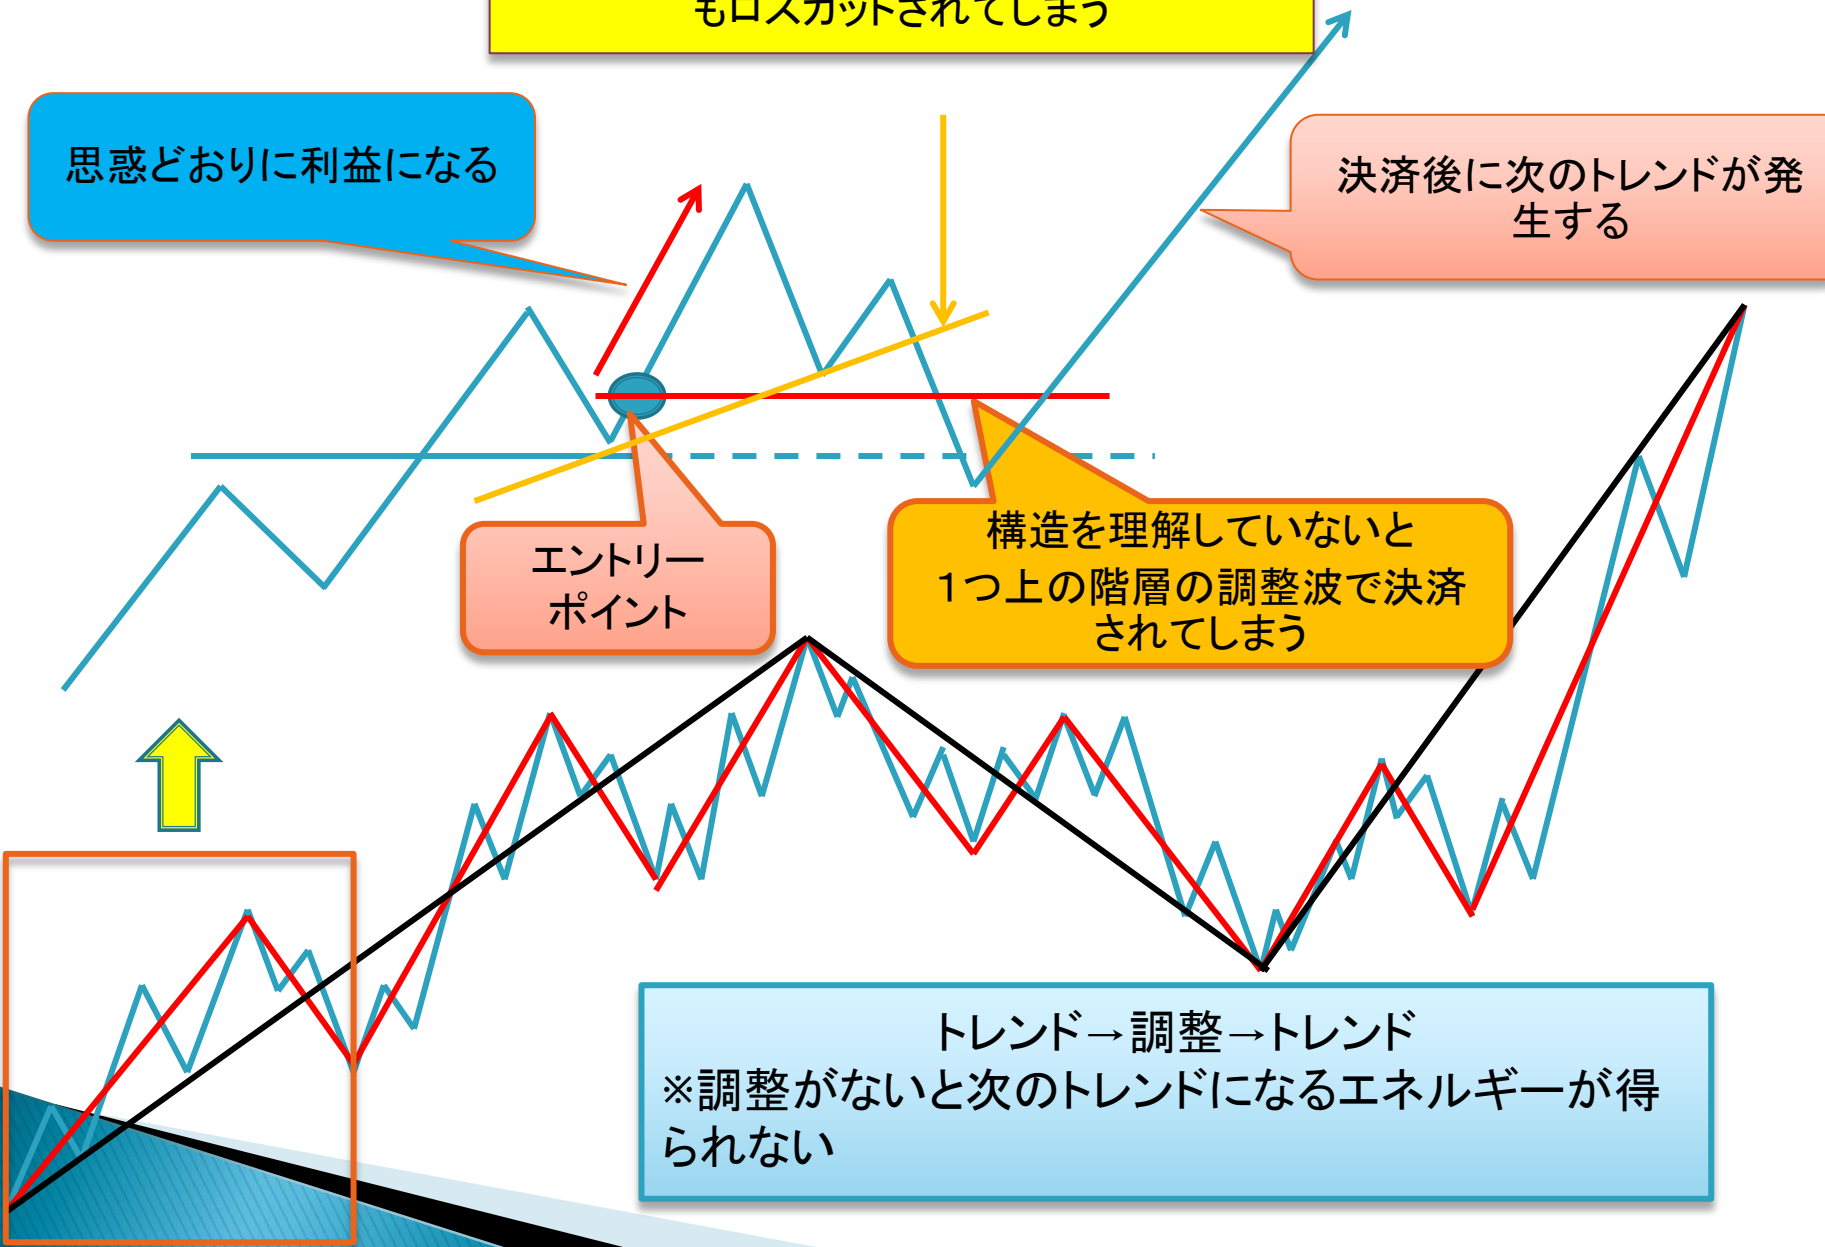 もロスカットされてしまう
思惑どおりに利益になる
決済後に次のトレンドが発
生する
エントリー
ポイント
構造を理解していないと
１つ上の階層の調整波で決済
されてしまう
トレンド→調整→トレンド
※調整がないと次のトレンドになるエネルギーが得
られない